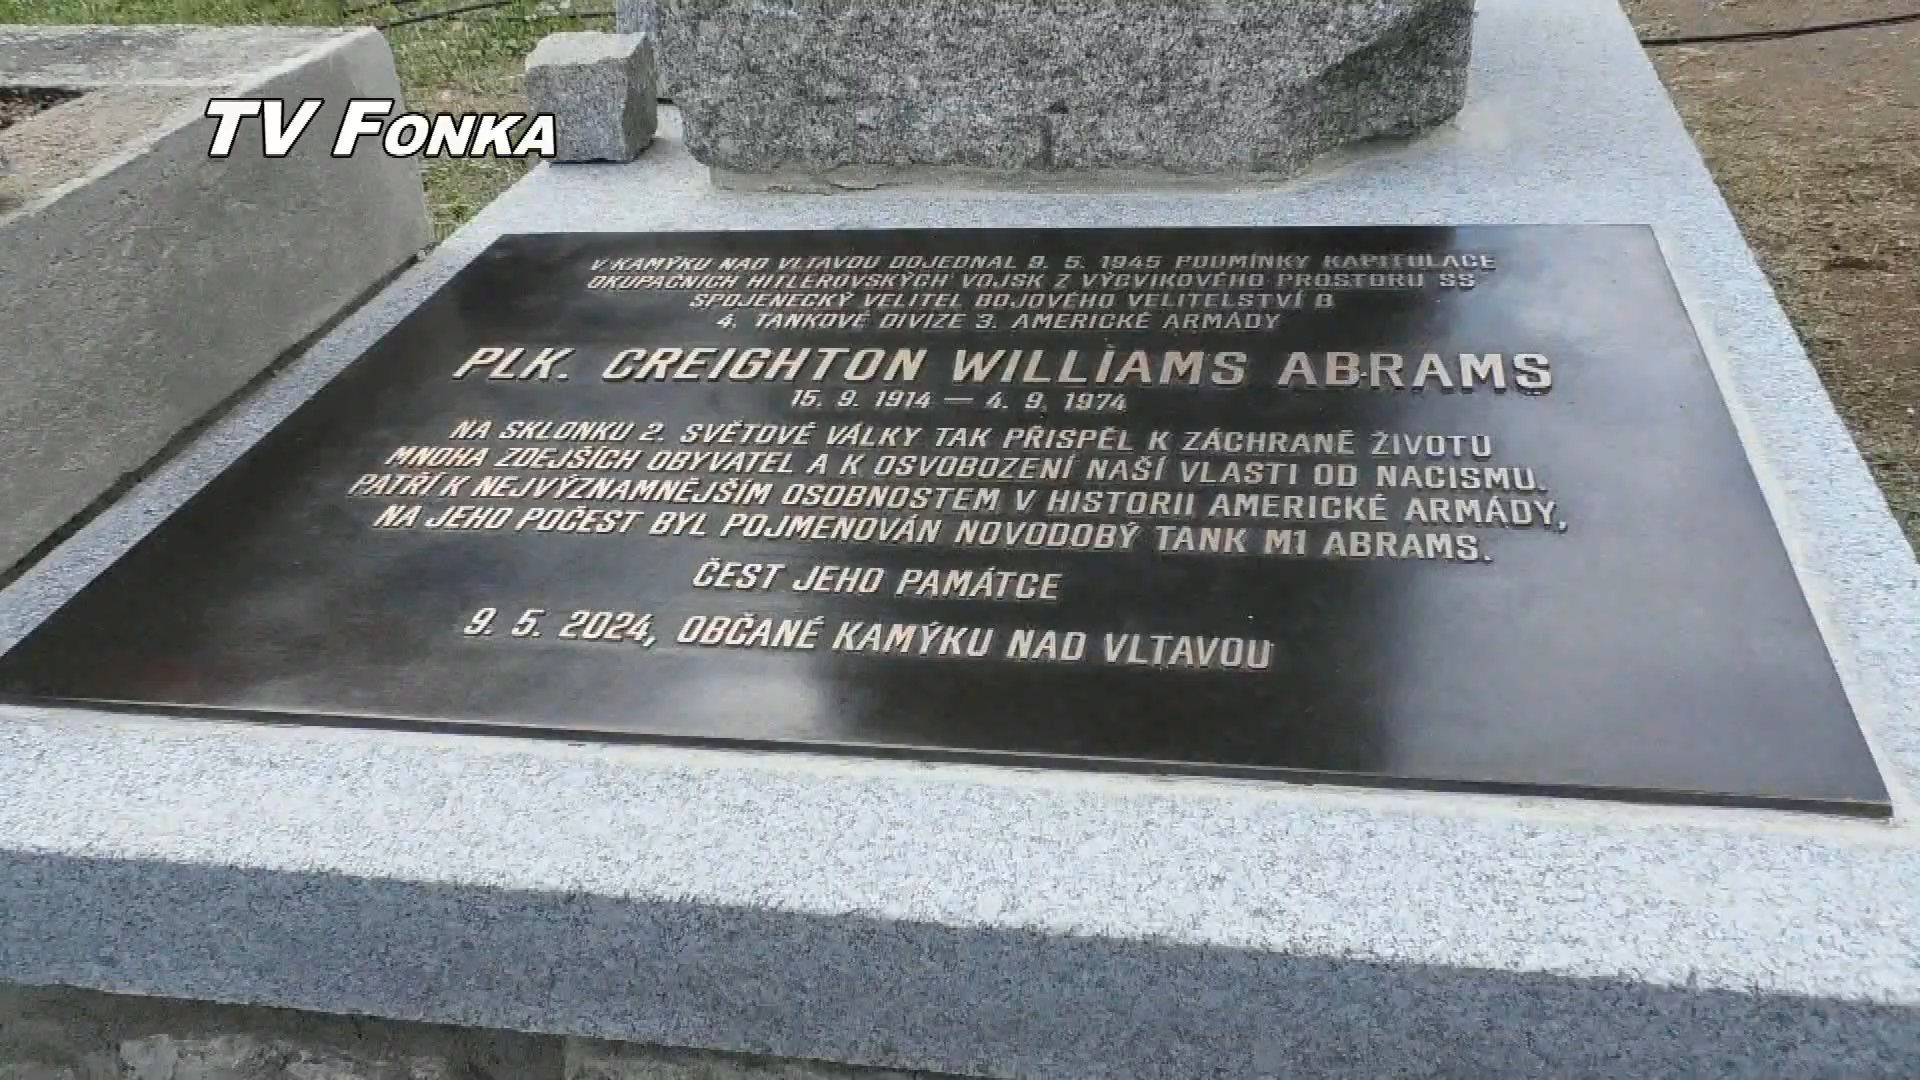 TV FONKA
V KAMÝKU NAD VLTAVOU DOJEDNAL 9. 5. 1945 PODMÍNKY KAPITULACE
OKUPAČNÍCH HITLEROVSKÝCH VOJSK Z VÝCVIKOVÉHO PROSTORU SS
SPOJENECKÝ VELITEL BOJOVÉHO VELITELSTVÍ B
4. TANKOVÉ DIVIZE 3. AMERICKÉ ARMÁDY
PLK. CREIGHTON WILLIAMS ABRAMS
15. 9. 1914 — 4. 9. 1974
NA SKLONKU 2. SVĚTOVÉ VÁLKY TAK PŘISPĚL K ZÁCHRANĚ ŽIVOTŮ
MNOHA ZDEJŠÍCH OBYVATEL A K OSVOBOZENÍ NAŠÍ VLASTI OD NACISMU.
PATŘÍ K NEJVÝZNAMNĚJŠÍM OSOBNOSTEM V HISTORII AMERICKÉ ARMÁDY,
NA JEHO POČEST BYL POJMENOVÁN NOVODOBÝ TANK M1 ABRAMS.
ČEST JEHO PAMÁTCE
9. 5. 2024, OBČANÉ KAMÝKU NAD VLTAVOU